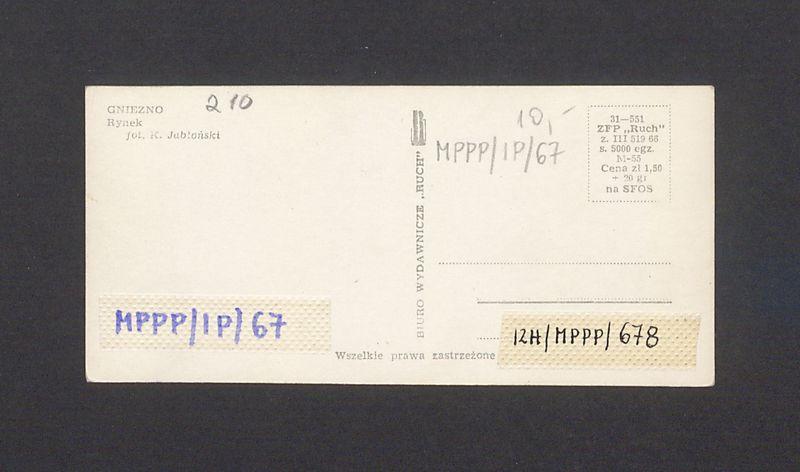 GNIEZNO
Rynek
fot. K. Jabłoński
210
10,-
MPPP/IP/67
31—551
ZFP „Ruch”
z. III 519 66
s. 5000 egz.
M-55
Cena zł 1,50
+ 20 gr
na SFOS
BIURO WYDAWNICZE „RUCH”
MPPP/IP/67
12H/MPPP/678
Wszelkie prawa zastrzeżone